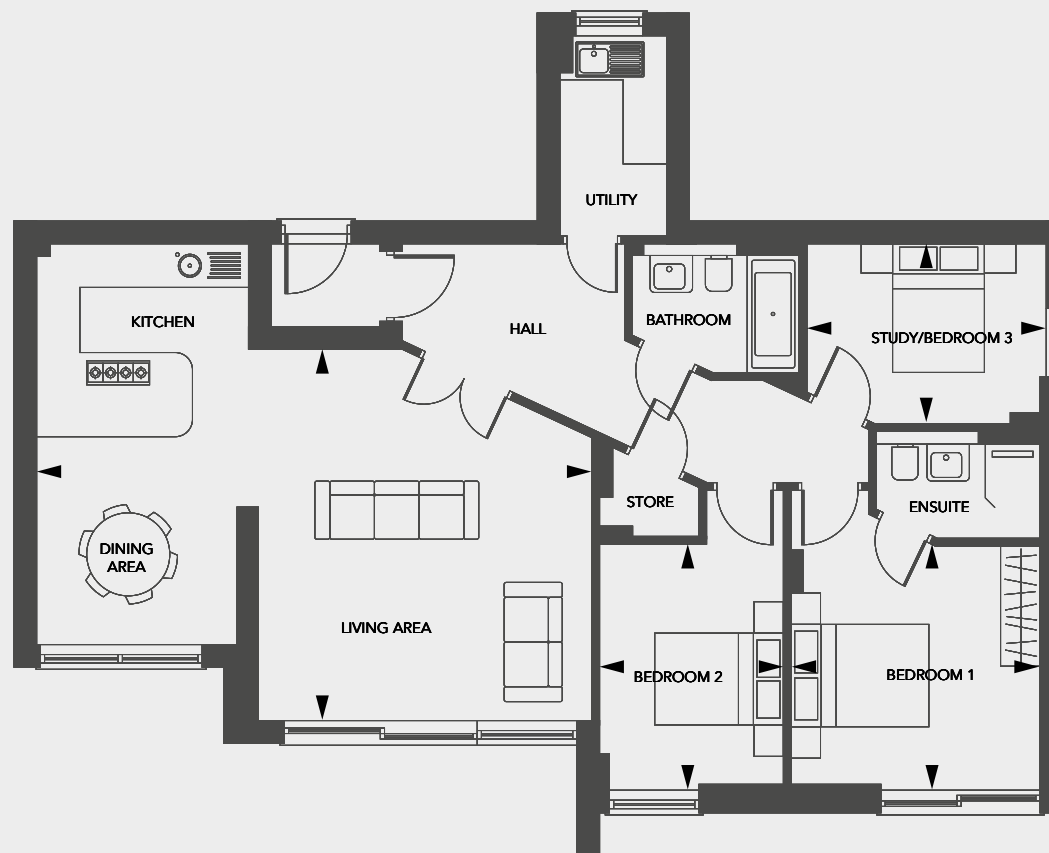 UTILITY
KITCHEN
HALL
BATHROOM
STUDY/BEDROOM 3
STORE
ENSUITE
DINING
AREA
LIVING AREA
BEDROOM 2
BEDROOM 1